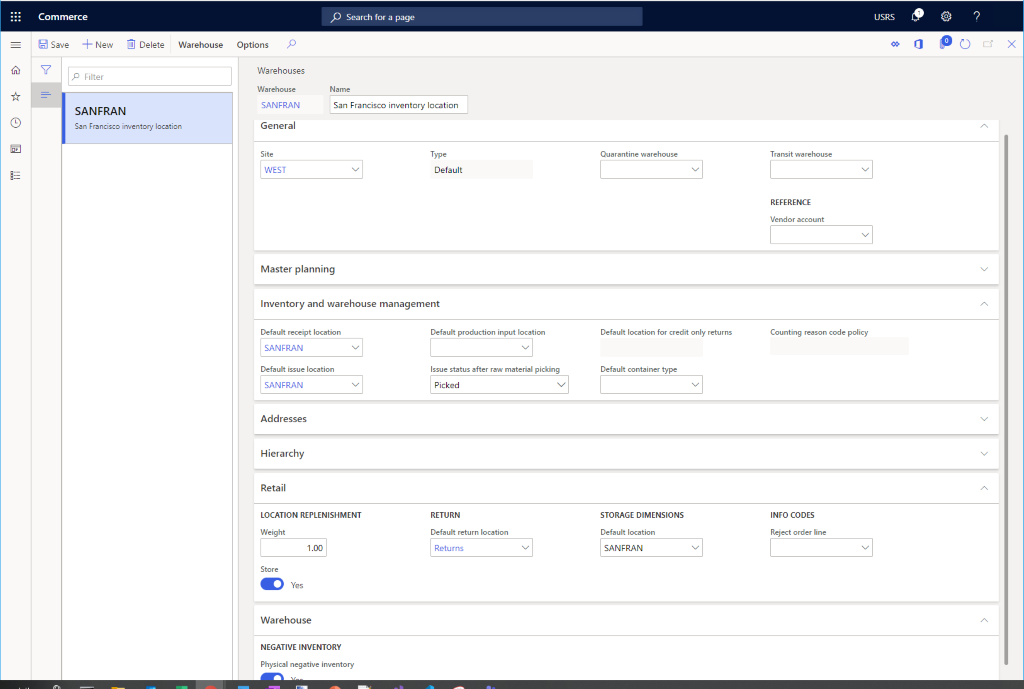 Commerce
Search for a page
USRS
1
?
Save New Delete Warehouse Options
0
Filter
SANFRAN
San Francisco inventory location
Warehouses
Warehouse Name
SANFRAN San Francisco inventory location
General
Site Type Quarantine warehouse Transit warehouse
WEST Default
REFERENCE
Vendor account
Master planning
Inventory and warehouse management
Default receipt location Default production input location Default location for credit only returns Counting reason code policy
SANFRAN
Default issue location Issue status after raw material picking Default container type
SANFRAN Picked
Addresses
Hierarchy
Retail
LOCATION REPLENISHMENT RETURN STORAGE DIMENSIONS INFO CODES
Weight Default return location Default location Reject order line
1.00 Returns SANFRAN
Store
Yes
Warehouse
NEGATIVE INVENTORY
Physical negative inventory
Yes